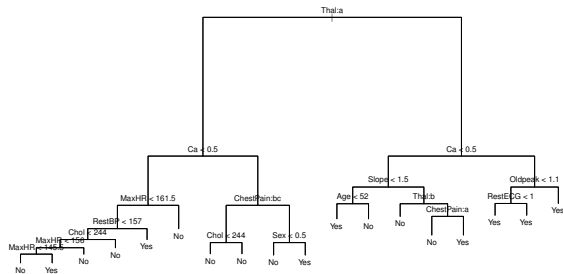 Thal:a
Ca < 0.5
Ca < 0.5
Slope < 1.5
Oldpeak < 1.1
MaxHR < 161.5
ChestPain:bc
Age < 52
Thal:b
RestECG < 1
ChestPain:a
Yes
RestBP < 157
Yes
No
No
Yes
Yes
Chol < 244
No
Chol < 244
Sex < 0.5
No
Yes
MaxHR < 156
Yes
MaxHR < 145.5
No
No
No
No
Yes
No
No
Yes
No